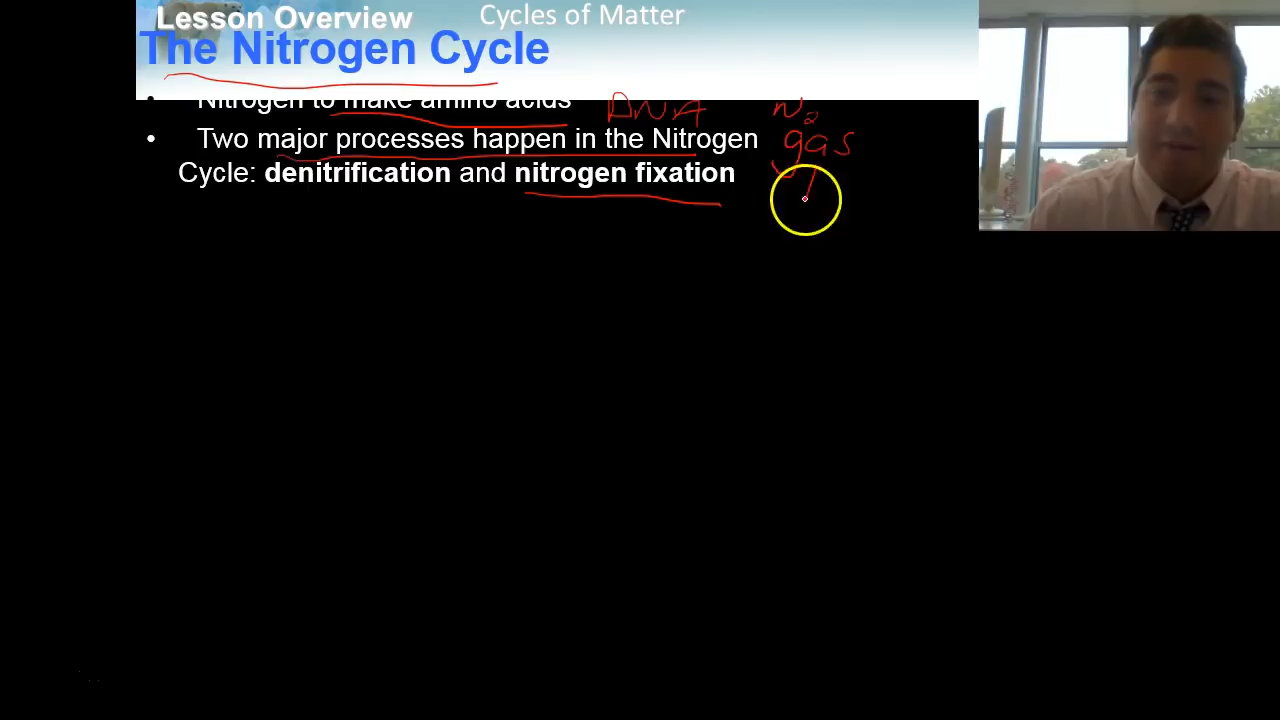 Lesson Overview Cycles of Matter
The Nitrogen Cycle
• Nitrogen to make amino acids DNA N₂
• Two major processes happen in the Nitrogen gas
Cycle: denitrification and nitrogen fixation